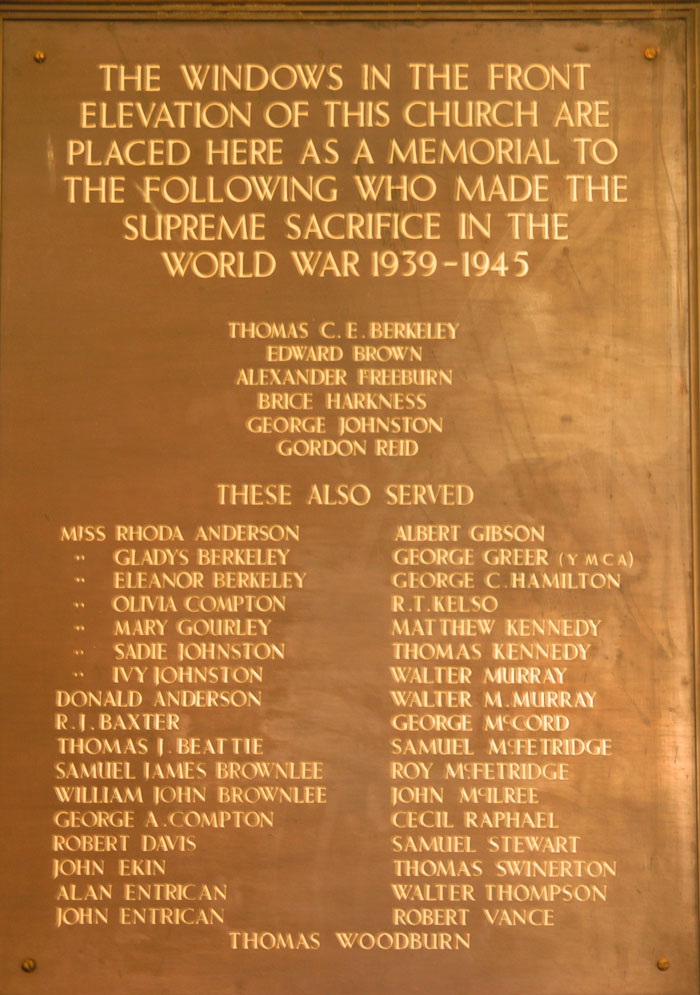 THE WINDOWS IN THE FRONT
ELEVATION OF THIS CHURCH ARE
PLACED HERE AS A MEMORIAL TO
THE FOLLOWING WHO MADE THE
SUPREME SACRIFICE IN THE
WORLD WAR 1939-1945
THOMAS C. E. BERKELEY
EDWARD BROWN
ALEXANDER FREEBURN
BRICE HARKNESS
GEORGE JOHNSTON
GORDON REID
THESE ALSO SERVED
MISS RHODA ANDERSON
" GLADYS BERKELEY
" ELEANOR BERKELEY
" OLIVIA COMPTON
" MARY GOURLEY
" SADIE JOHNSTON
" IVY JOHNSTON
DONALD ANDERSON
R. J. BAXTER
THOMAS J. BEATTIE
SAMUEL JAMES BROWNLEE
WILLIAM JOHN BROWNLEE
GEORGE A. COMPTON
ROBERT DAVIS
JOHN EKIN
ALAN ENTRICAN
JOHN ENTRICAN
ALBERT GIBSON
GEORGE GREER (Y M C A)
GEORGE C. HAMILTON
R. T. KELSO
MATTHEW KENNEDY
THOMAS KENNEDY
WALTER MURRAY
WALTER M. MURRAY
GEORGE McCORD
SAMUEL McFETRIDGE
ROY McFETRIDGE
JOHN McILREE
CECIL RAPHAEL
SAMUEL STEWART
THOMAS SWINERTON
WALTER THOMPSON
ROBERT VANCE
THOMAS WOODBURN